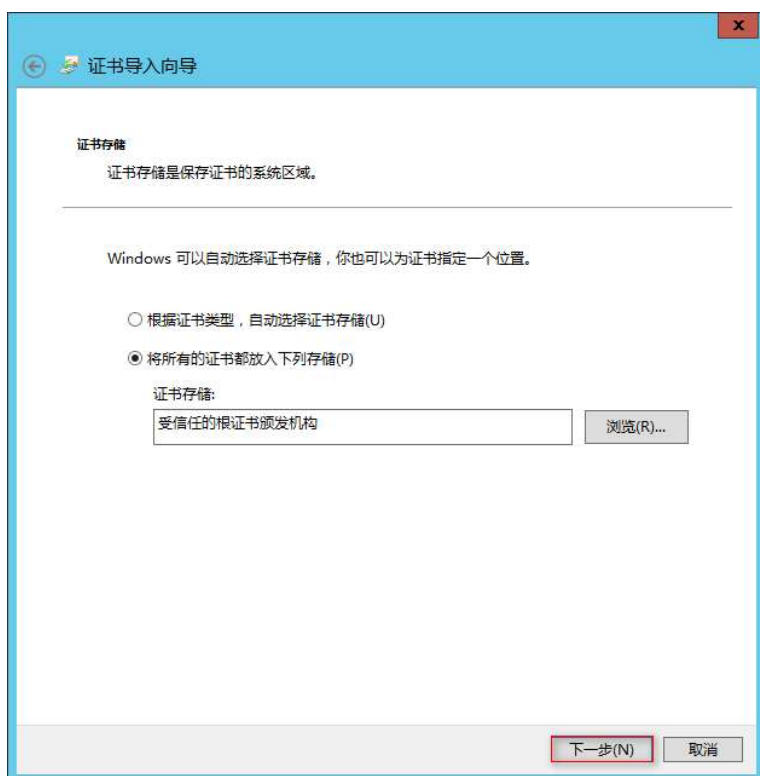 x
证书导入向导
证书存储
证书存储是保存证书的系统区域。
Windows 可以自动选择证书存储，你也可以为证书指定一个位置。
根据证书类型，自动选择证书存储(U)
将所有的证书都放入下列存储(P)
证书存储:
受信任的根证书颁发机构
浏览(R)...
下一步(N)
取消